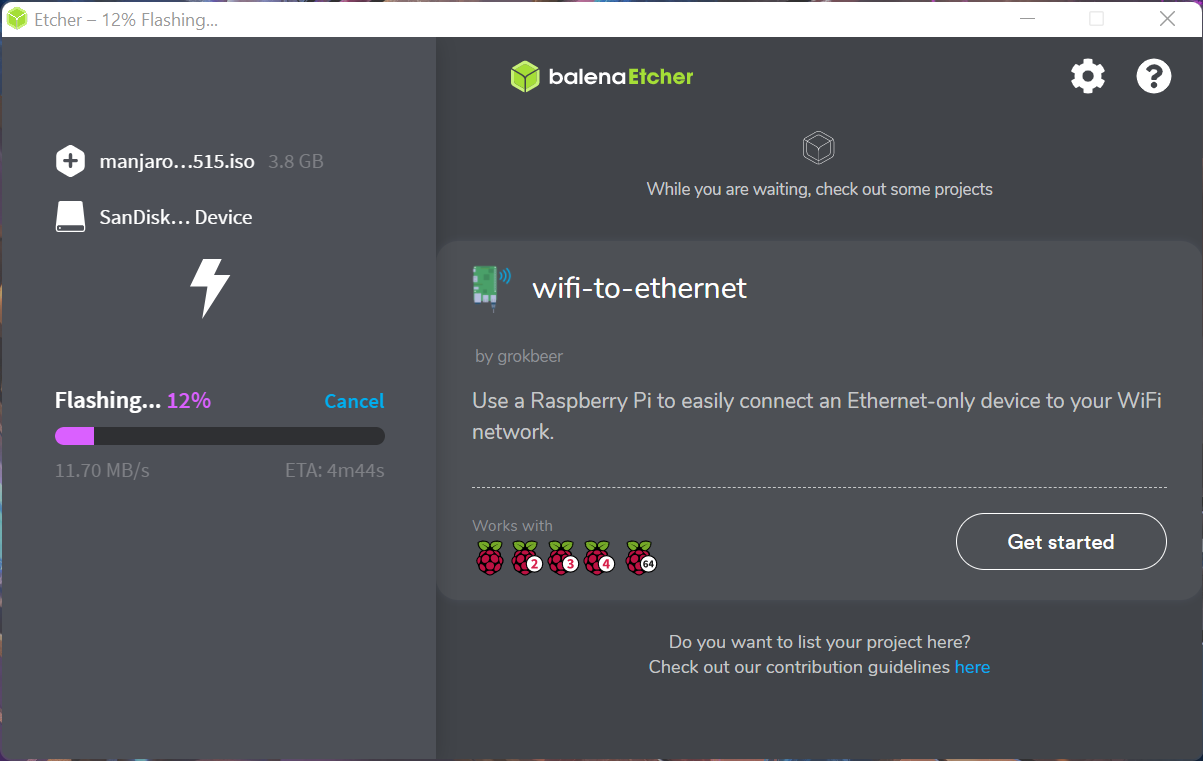 Etcher – 12% Flashing...
balenaEtcher
manjaro…515.iso 3.8 GB
SanDisk… Device
Flashing... 12% Cancel
11.70 MB/s ETA: 4m44s
While you are waiting, check out some projects
wifi-to-ethernet
by grokbeer
Use a Raspberry Pi to easily connect an Ethernet-only device to your WiFi
network.
Works with
2 3 4 64
Get started
Do you want to list your project here?
Check out our contribution guidelines here